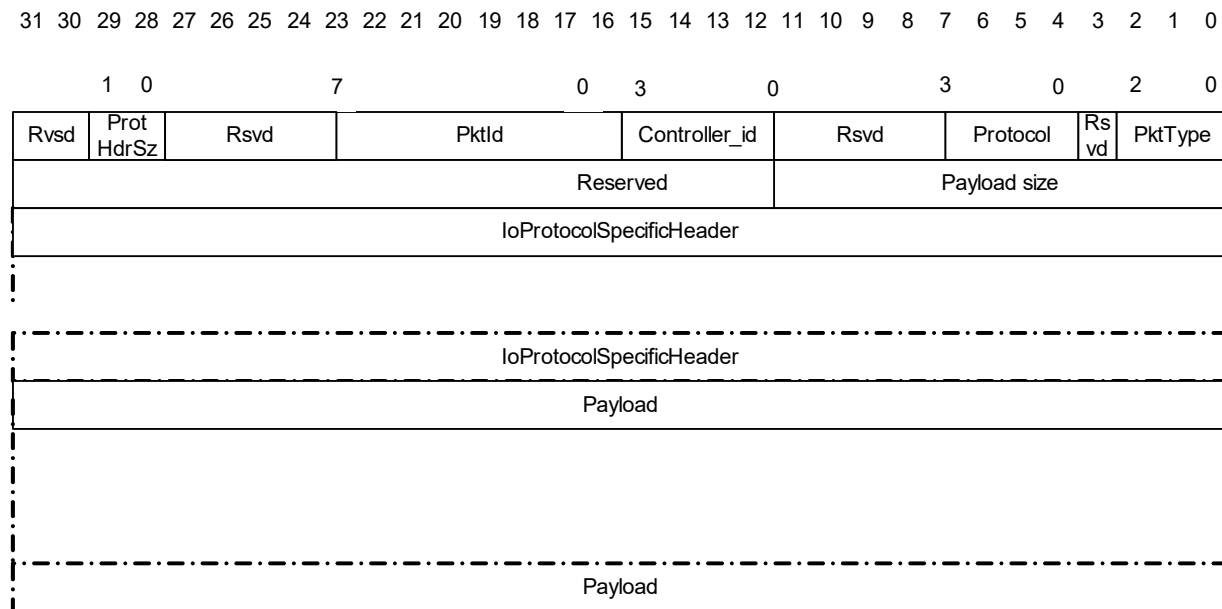 31 30 29 28 27 26 25 24 23 22 21 20 19 18 17 16 15 14 13 12 11 10 9 8 7 6 5 4 3 2 1 0
1 0 7 0 3 0 3 0 2 0
Rvsd Prot HdrSz Rsvd PktId Controller_id Rsvd Protocol Rs vd PktType
Reserved Payload size
IoProtocolSpecificHeader
IoProtocolSpecificHeader
Payload
Payload